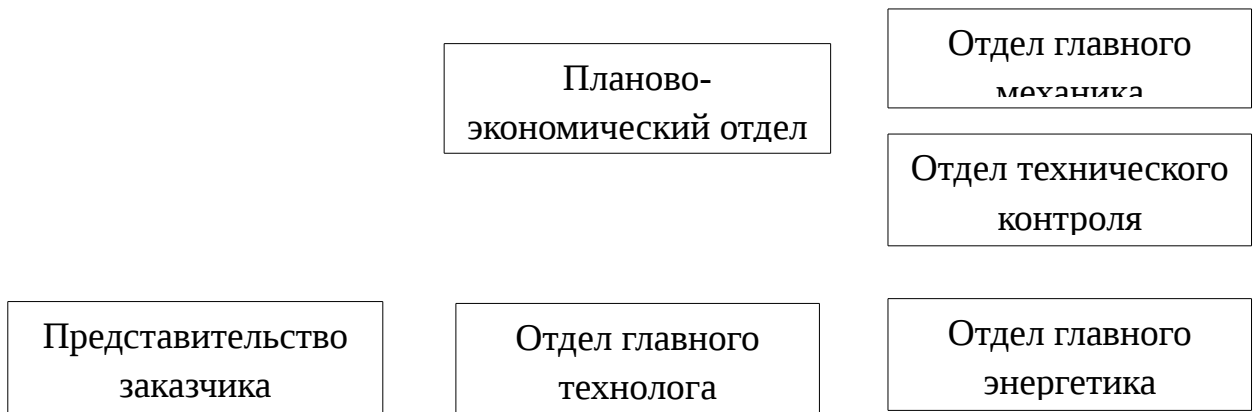 Планово-
экономический отдел
Отдел главного
механика
Отдел технического
контроля
Представительство
заказчика
Отдел главного
технолога
Отдел главного
энергетика